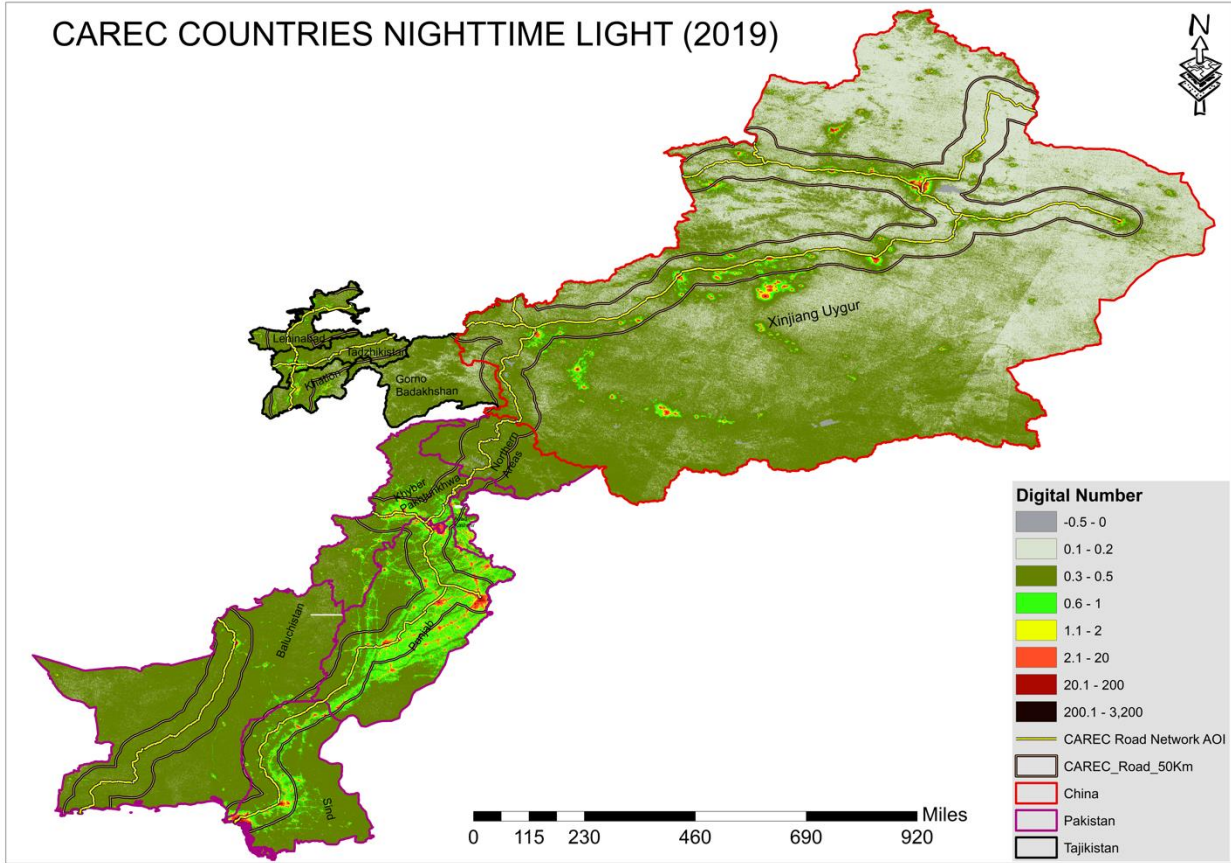 CAREC COUNTRIES NIGHTTIME LIGHT (2019)
N
Xinjiang Uygur
Leninabad
Tadzhikistan
Khatlon
Gorno
Badakhshan
Northern
Areas
Khyber
Pakhtunkhwa
Baluchistan
Punjab
Sind
Digital Number
-0.5 - 0
0.1 - 0.2
0.3 - 0.5
0.6 - 1
1.1 - 2
2.1 - 20
20.1 - 200
200.1 - 3,200
CAREC Road Network AOI
CAREC_Road_50Km
China
Pakistan
Tajikistan
Miles
0 115 230 460 690 920